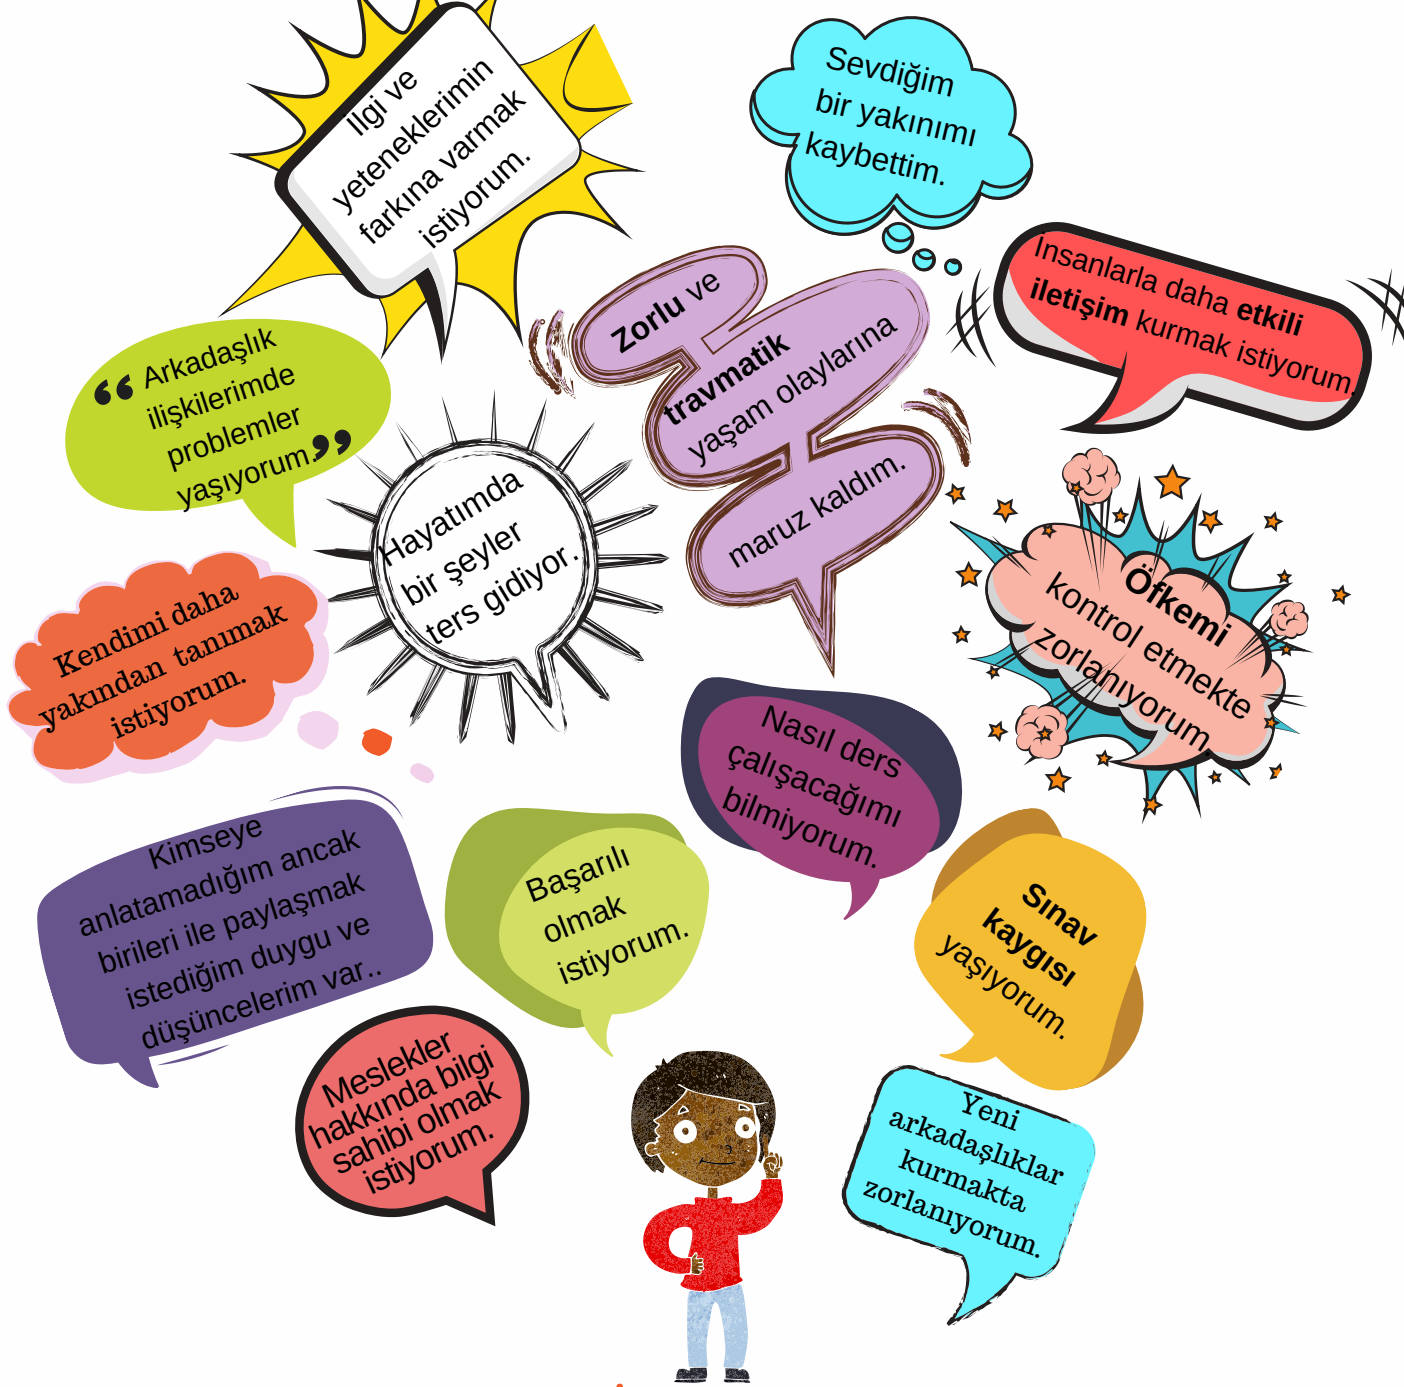 İlgi ve
yeteneklerimin
farkına varmak
istiyorum.
Sevdiğim
bir yakınımı
kaybettim.
İnsanlarla daha etkili
iletişim kurmak istiyorum.
Zorlu ve
travmatik
yaşam olaylarına
maruz kaldım.
“ Arkadaşlık
ilişkilerimde
problemler
yaşıyorum.”
Hayatımda
bir şeyler
ters gidiyor.
Öfkemi
kontrol etmekte
zorlanıyorum.
Kendimi daha
yakından tanımak
istiyorum.
Nasıl ders
çalışacağımı
bilmiyorum.
Kimseye
anlatamadığım ancak
birileri ile paylaşmak
istediğim duygu ve
düşüncelerim var..
Başarılı
olmak
istiyorum.
Sınav
kaygısı
yaşıyorum.
Meslekler
hakkında bilgi
sahibi olmak
istiyorum.
Yeni
arkadaşlıklar
kurmakta
zorlanıyorum.